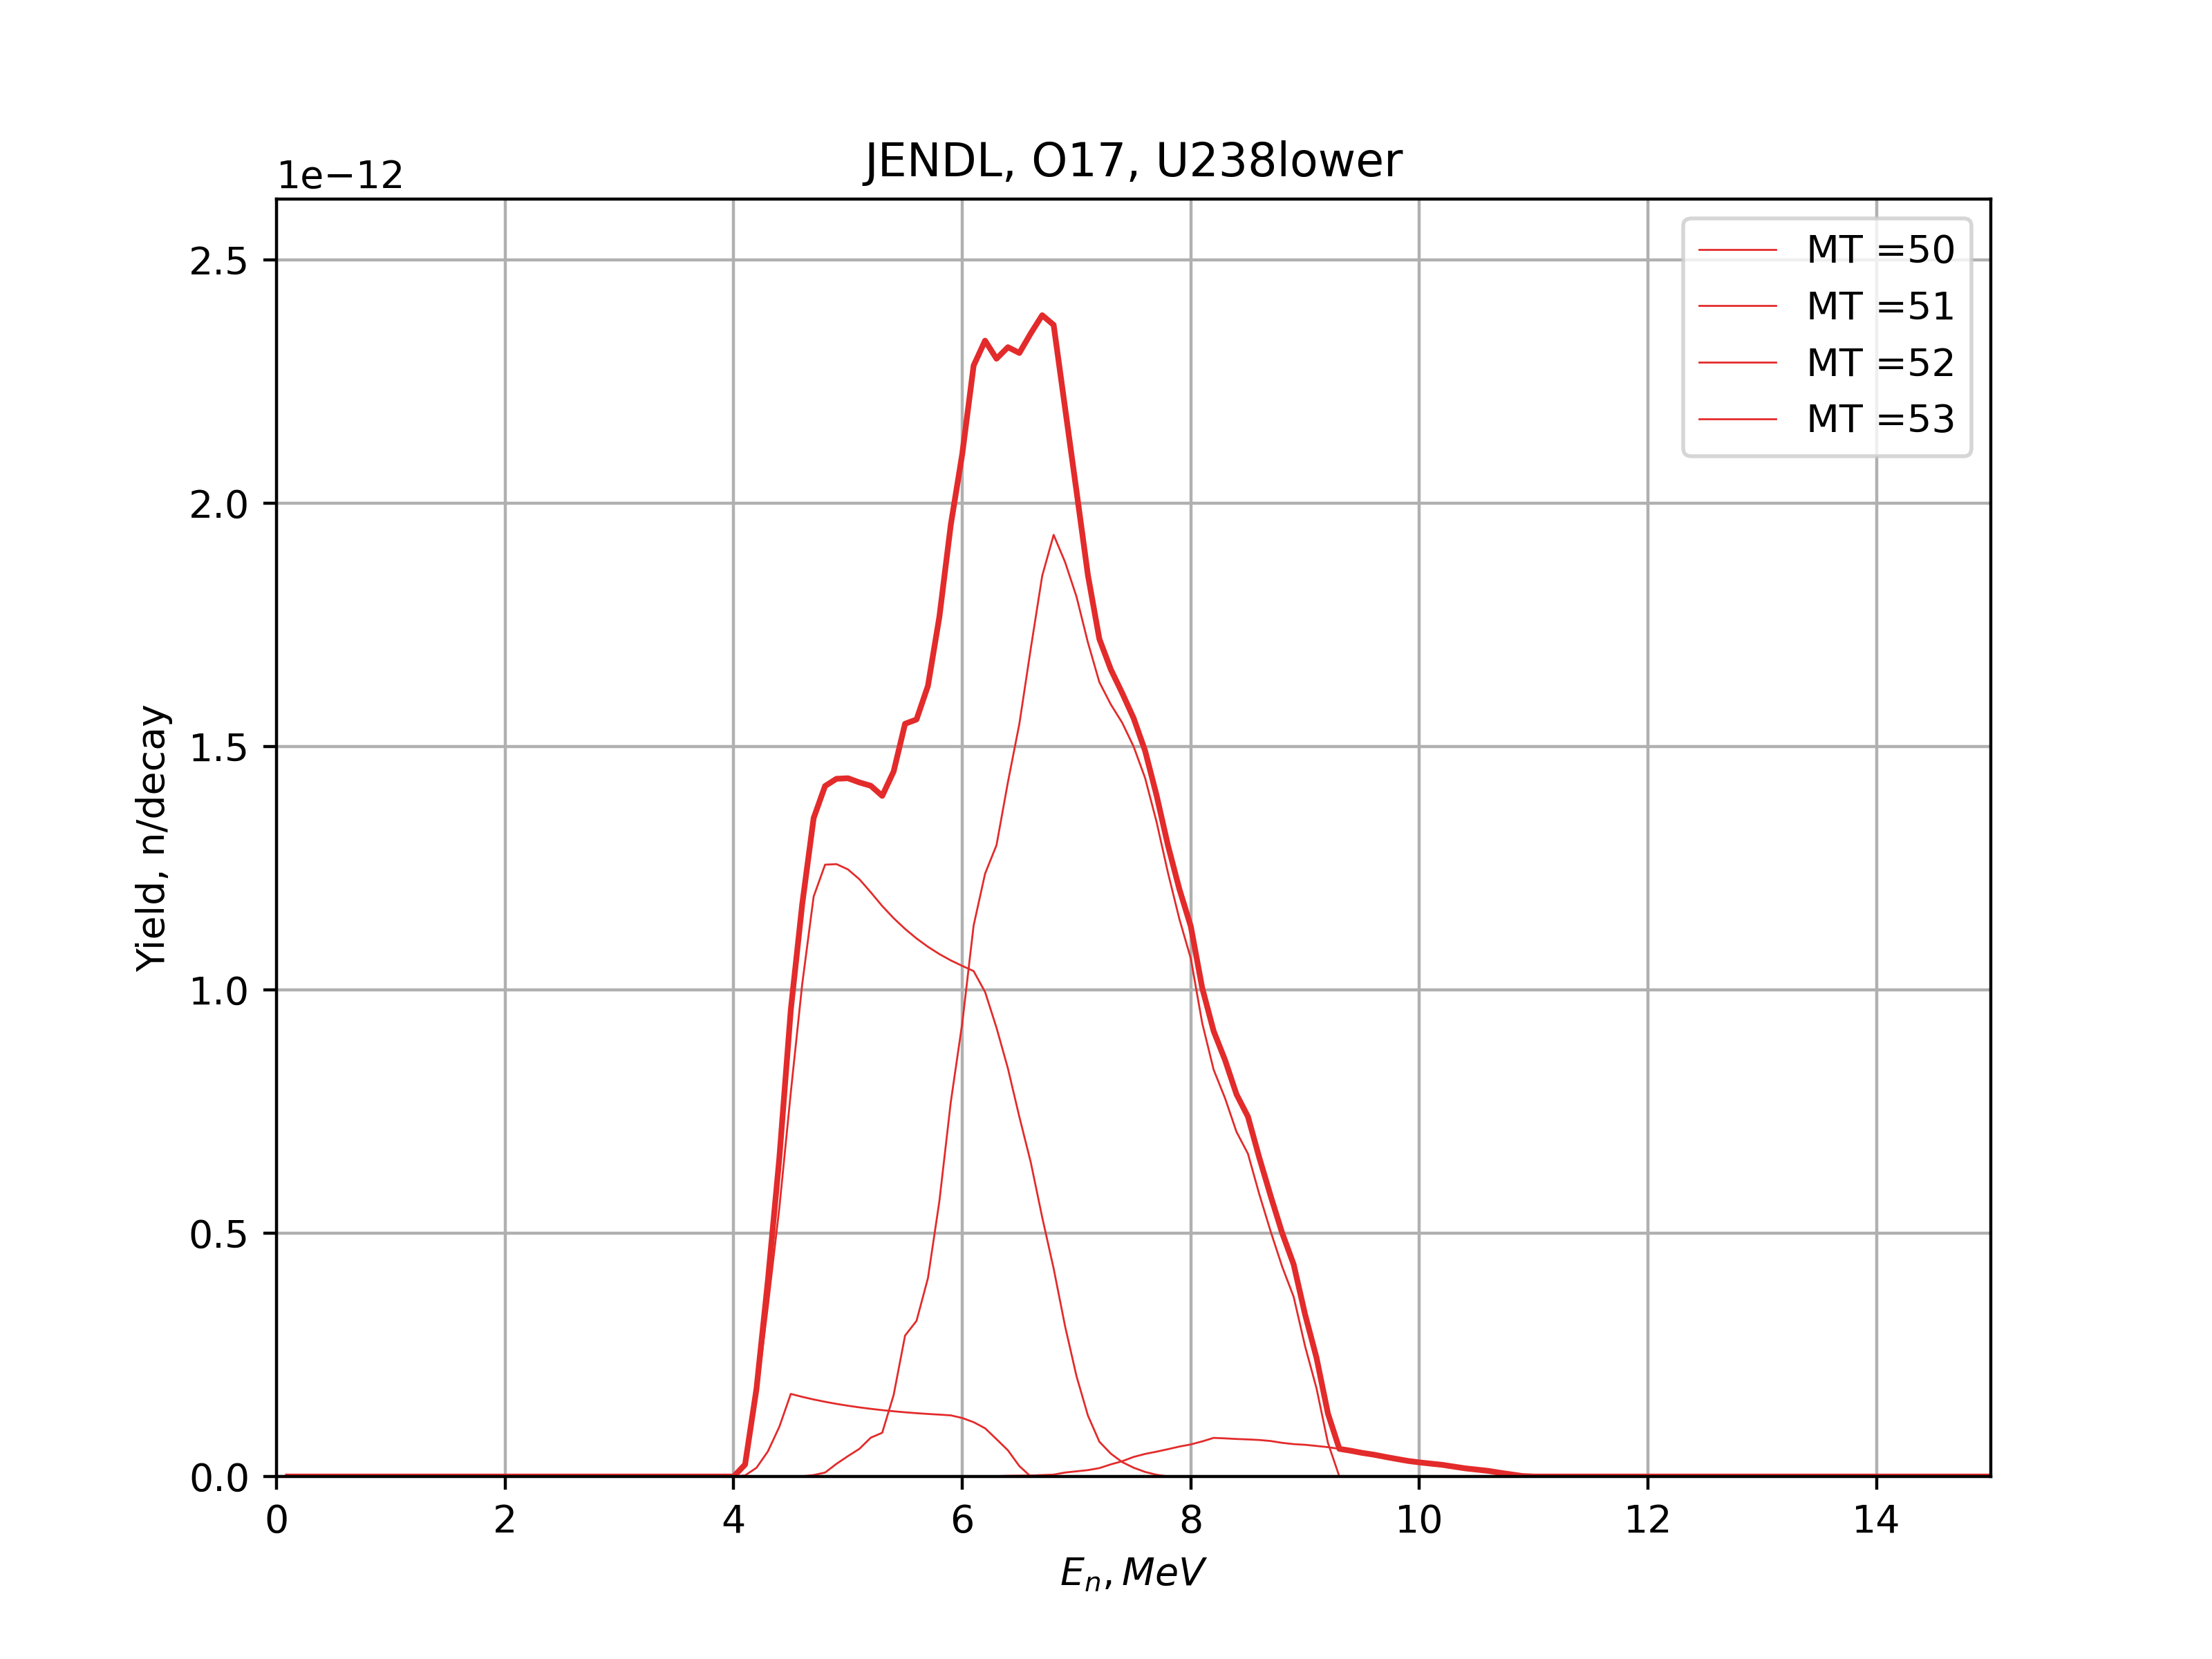 JENDL, O17, U238lower
1e−12
2.5
2.0
1.5
1.0
0.5
0.0
Yield, n/decay
MT =50
MT =51
MT =52
MT =53
0 2 4 6 8 10 12 14
E_n, MeV